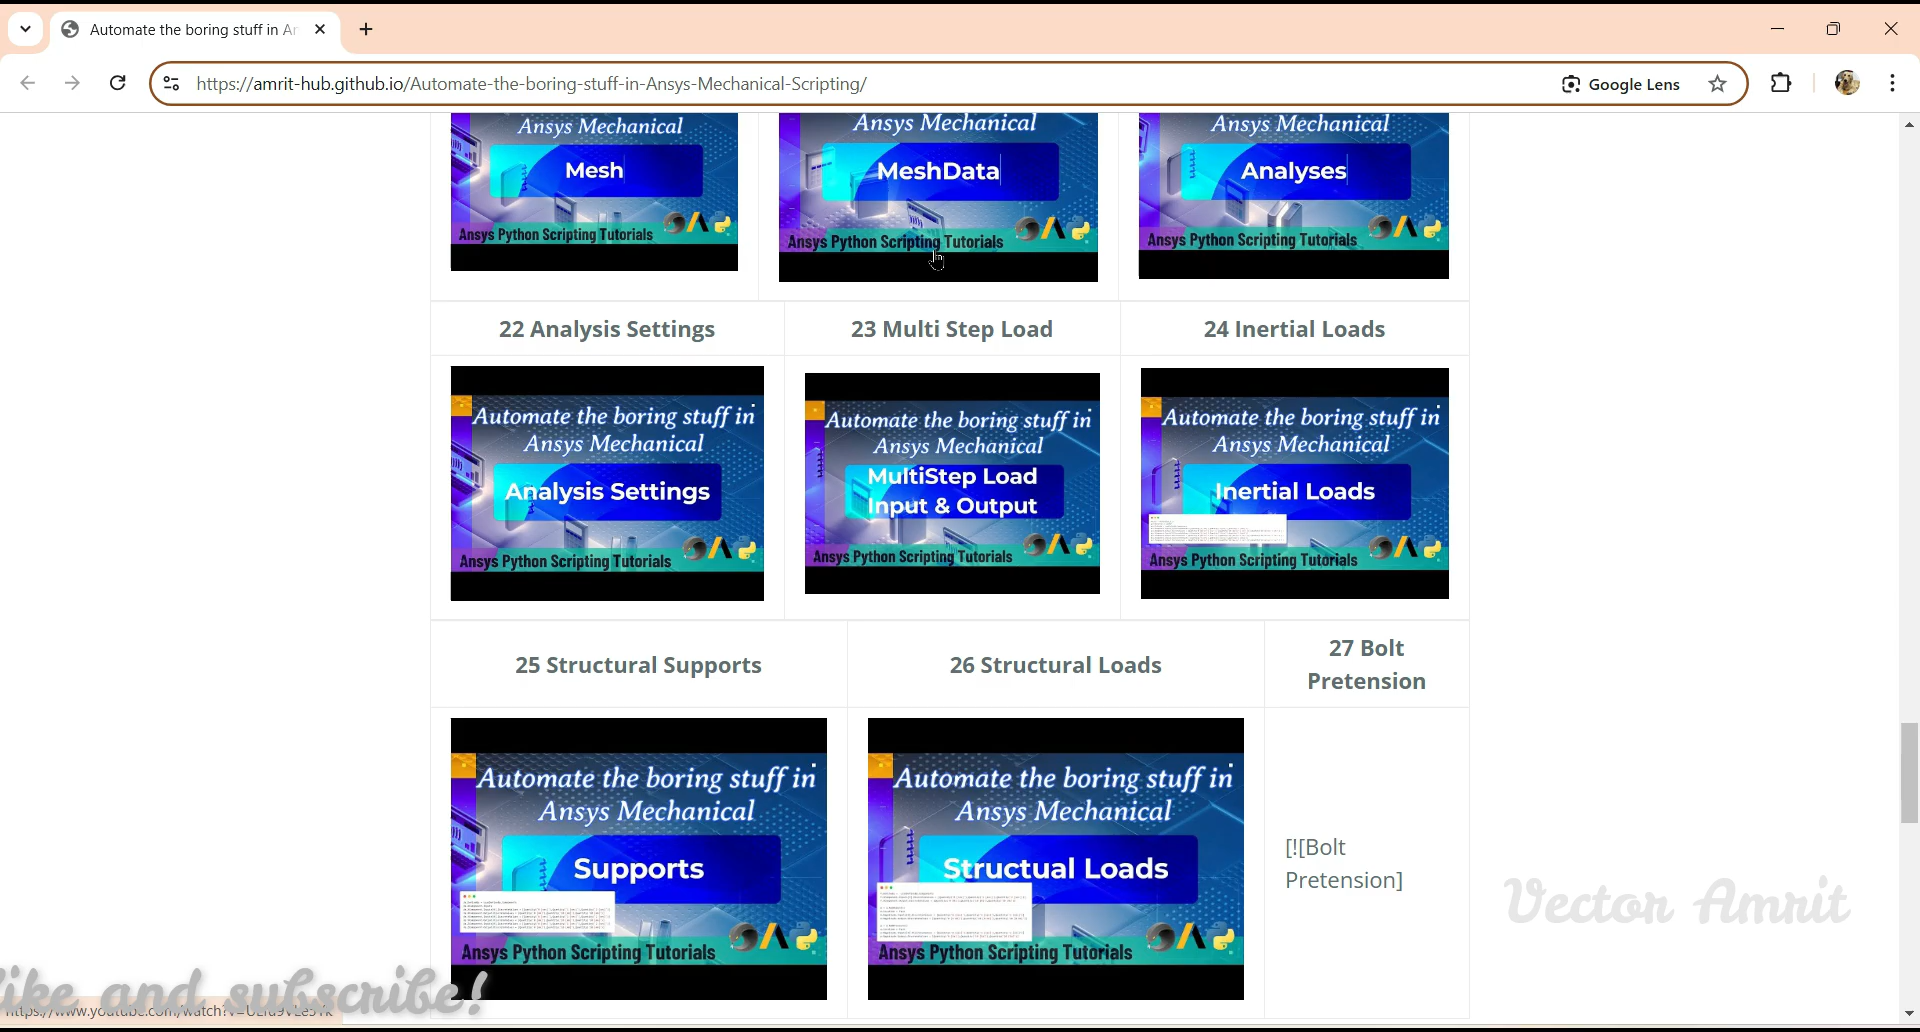 Automate the boring stuff in Ar
https://amrit-hub.github.io/Automate-the-boring-stuff-in-Ansys-Mechanical-Scripting/
Google Lens
Ansys Mechanical
Mesh
Ansys Python Scripting Tutorials
Ansys Mechanical
MeshData
Ansys Python Scripting Tutorials
Ansys Mechanical
Analyses
Ansys Python Scripting Tutorials
22 Analysis Settings
23 Multi Step Load
24 Inertial Loads
Automate the boring stuff in
Ansys Mechanical
Analysis Settings
Ansys Python Scripting Tutorials
Automate the boring stuff in
Ansys Mechanical
MultiStep Load
Input & Output
Ansys Python Scripting Tutorials
Automate the boring stuff in
Ansys Mechanical
Inertial Loads
Ansys Python Scripting Tutorials
25 Structural Supports
26 Structural Loads
27 Bolt
Pretension
Automate the boring stuff in
Ansys Mechanical
Supports
Ansys Python Scripting Tutorials
Automate the boring stuff in
Ansys Mechanical
Structual Loads
Ansys Python Scripting Tutorials
[![Bolt
Pretension]
Vector Amrit
like and subscribe!